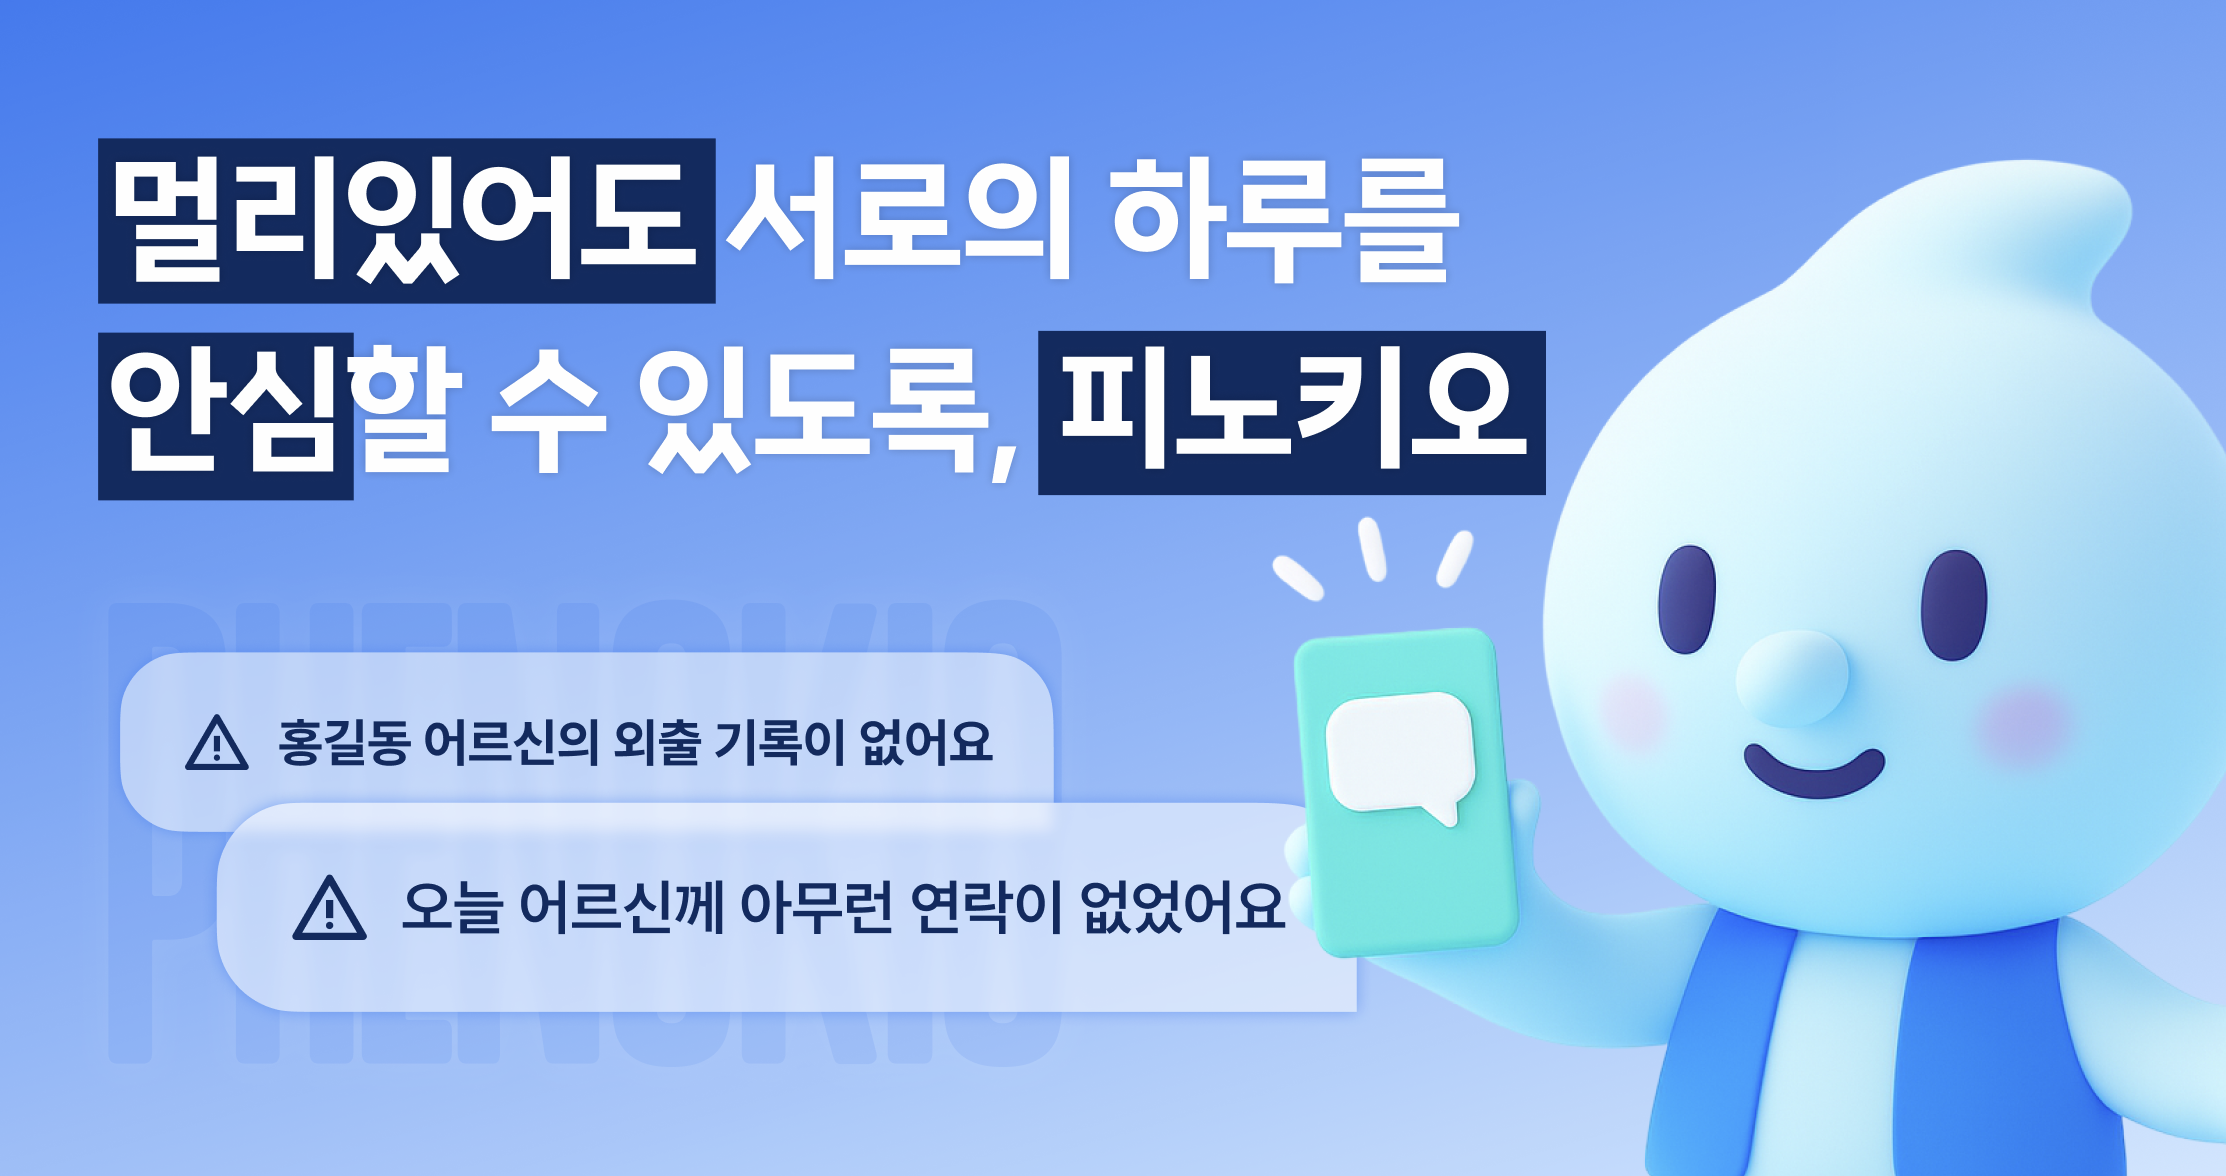 멀리있어도 서로의 하루를
안심할 수 있도록, 피노키오
PHENOKIO
홍길동 어르신의 외출 기록이 없어요
오늘 어르신께 아무런 연락이 없었어요